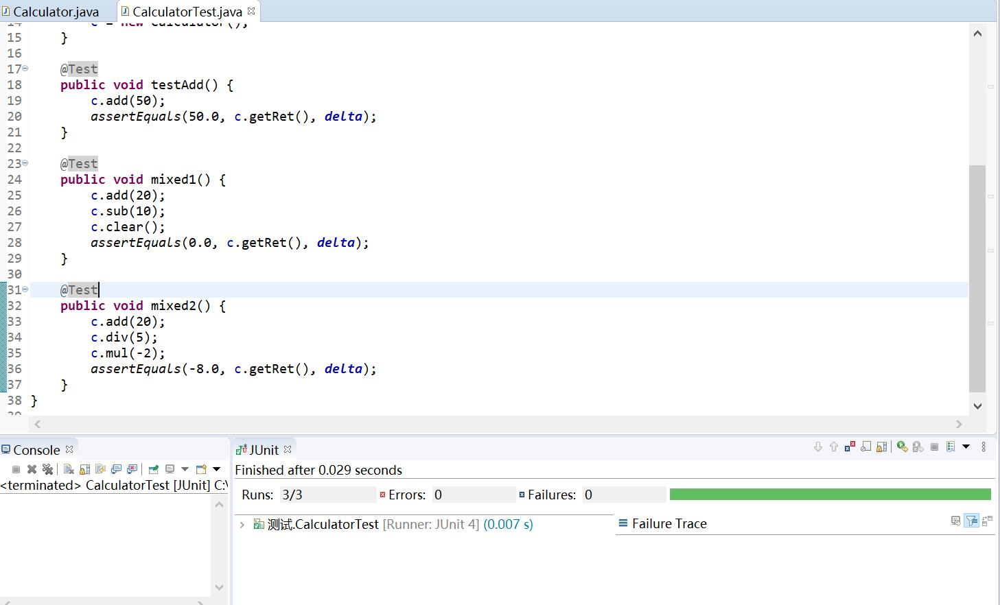 Calculator.java
CalculatorTest.java
14 c = new Calculator();
15 }
16
17 @Test
18 public void testAdd() {
19 c.add(50);
20 assertEquals(50.0, c.getRet(), delta);
21 }
22
23 @Test
24 public void mixed1() {
25 c.add(20);
26 c.sub(10);
27 c.clear();
28 assertEquals(0.0, c.getRet(), delta);
29 }
30
31 @Test
32 public void mixed2() {
33 c.add(20);
34 c.div(5);
35 c.mul(-2);
36 assertEquals(-8.0, c.getRet(), delta);
37 }
38 }
39
Console
<terminated> CalculatorTest [JUnit] C:\
JUnit
Finished after 0.029 seconds
Runs: 3/3 Errors: 0 Failures: 0
测试.CalculatorTest [Runner: JUnit 4] (0.007 s)
Failure Trace